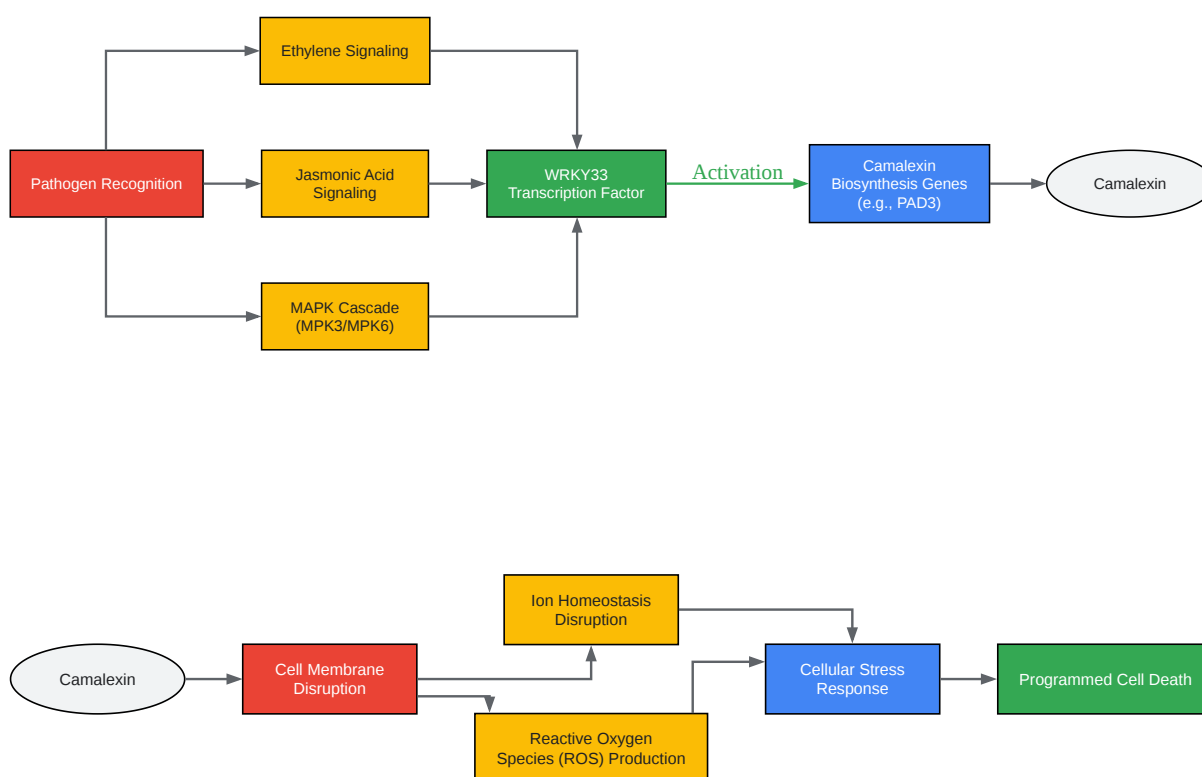 Ethylene Signaling
Pathogen Recognition
Jasmonic Acid
Signaling
WRKY33
Transcription Factor
Activation
Camalexin
Biosynthesis Genes
(e.g., PAD3)
Camalexin
MAPK Cascade
(MPK3/MPK6)
Ion Homeostasis
Disruption
Camalexin
Cell Membrane
Disruption
Cellular Stress
Response
Programmed Cell Death
Reactive Oxygen
Species (ROS) Production